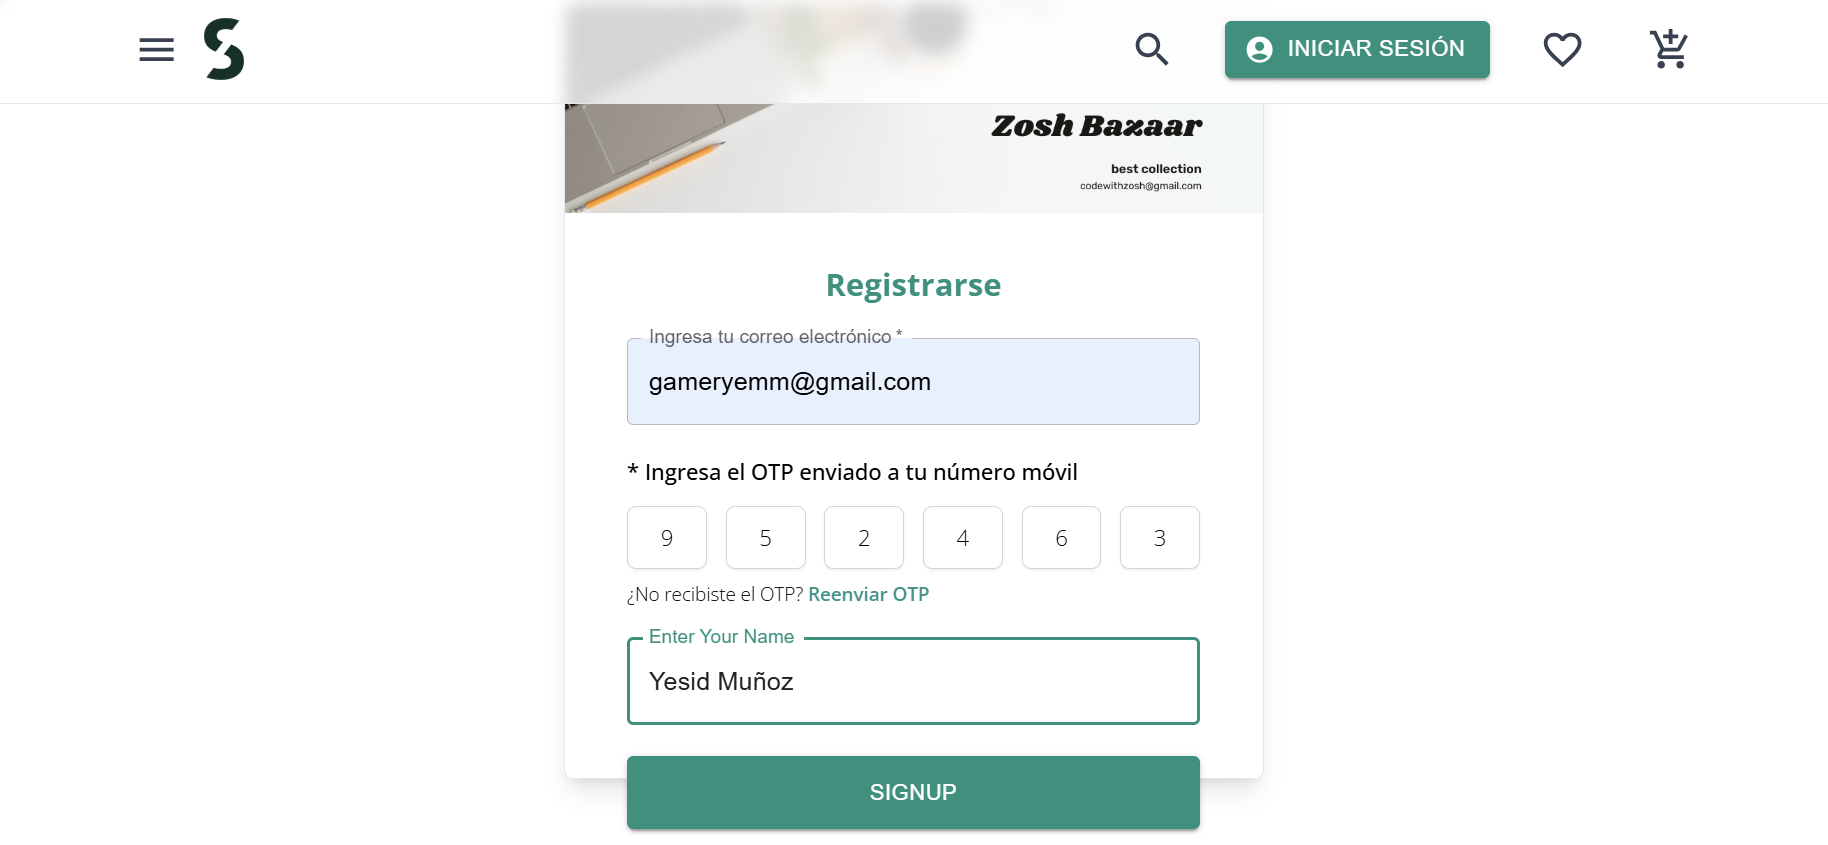 INICIAR SESIÓN
Zosh Bazaar
best collection
codewithzosh@gmail.com
Registrarse
Ingresa tu correo electrónico *
gameryemm@gmail.com
* Ingresa el OTP enviado a tu número móvil
9 5 2 4 6 3
¿No recibiste el OTP? Reenviar OTP
Enter Your Name
Yesid Muñoz
SIGNUP